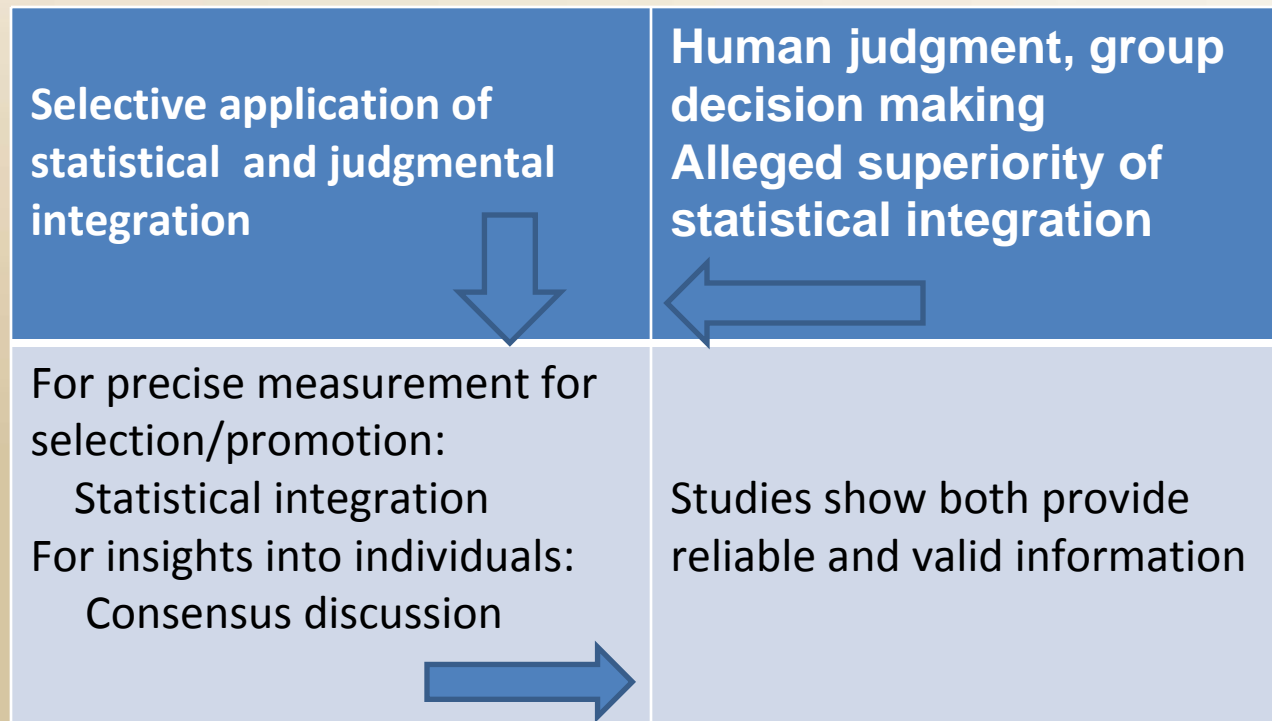 Selective application of
statistical  and judgmental
integration
Human judgment, group
decision making
Alleged superiority of
statistical integration
For precise measurement for
selection/promotion:
Statistical integration
For insights into individuals:
Consensus discussion
Studies show both provide
reliable and valid information